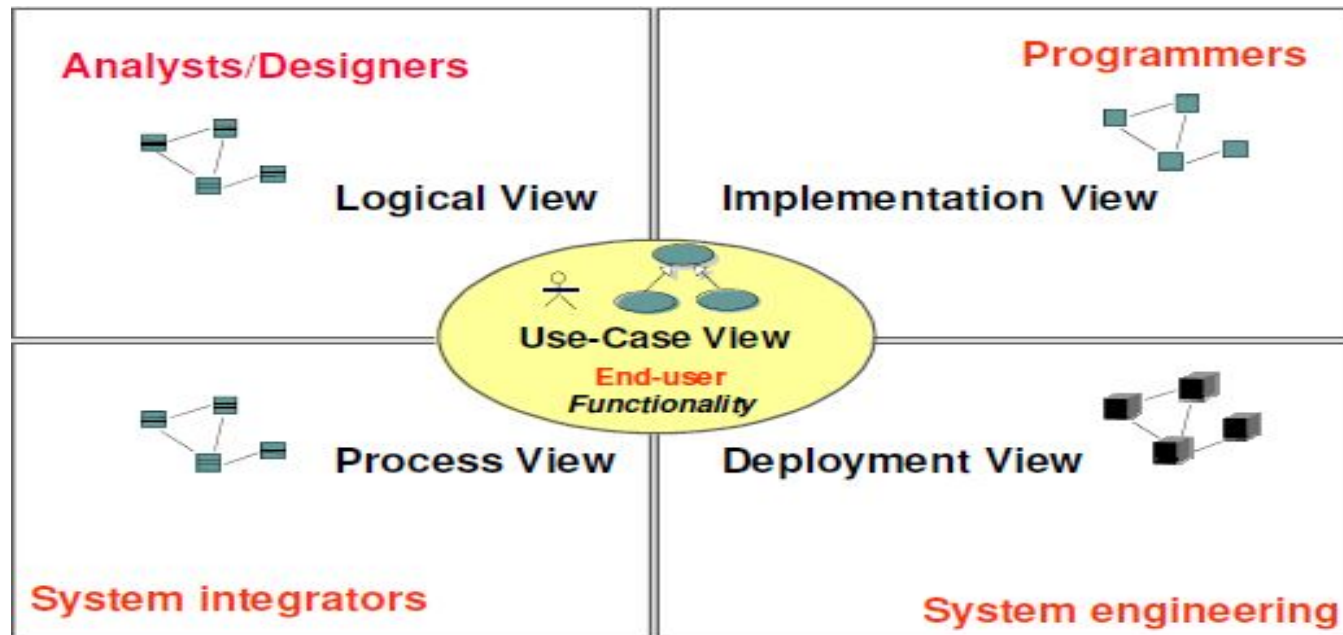 Analysts/Designers
Programmers
Logical View
Implementation View
Use-Case View
End-user
Functionality
Process View
Deployment View
System integrators
System engineering